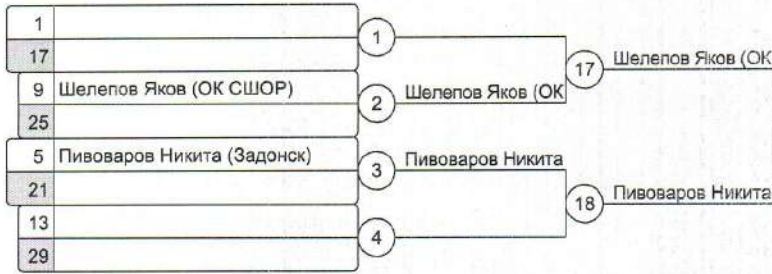 1
17
1
9 Шелепов Яков (ОК СШОР)
25
2 Шелепов Яков (ОК
17 Шелепов Яков (ОК
5 Пивоваров Никита (Задонск)
21
3 Пивоваров Никита
13
29
4
18 Пивоваров Никита